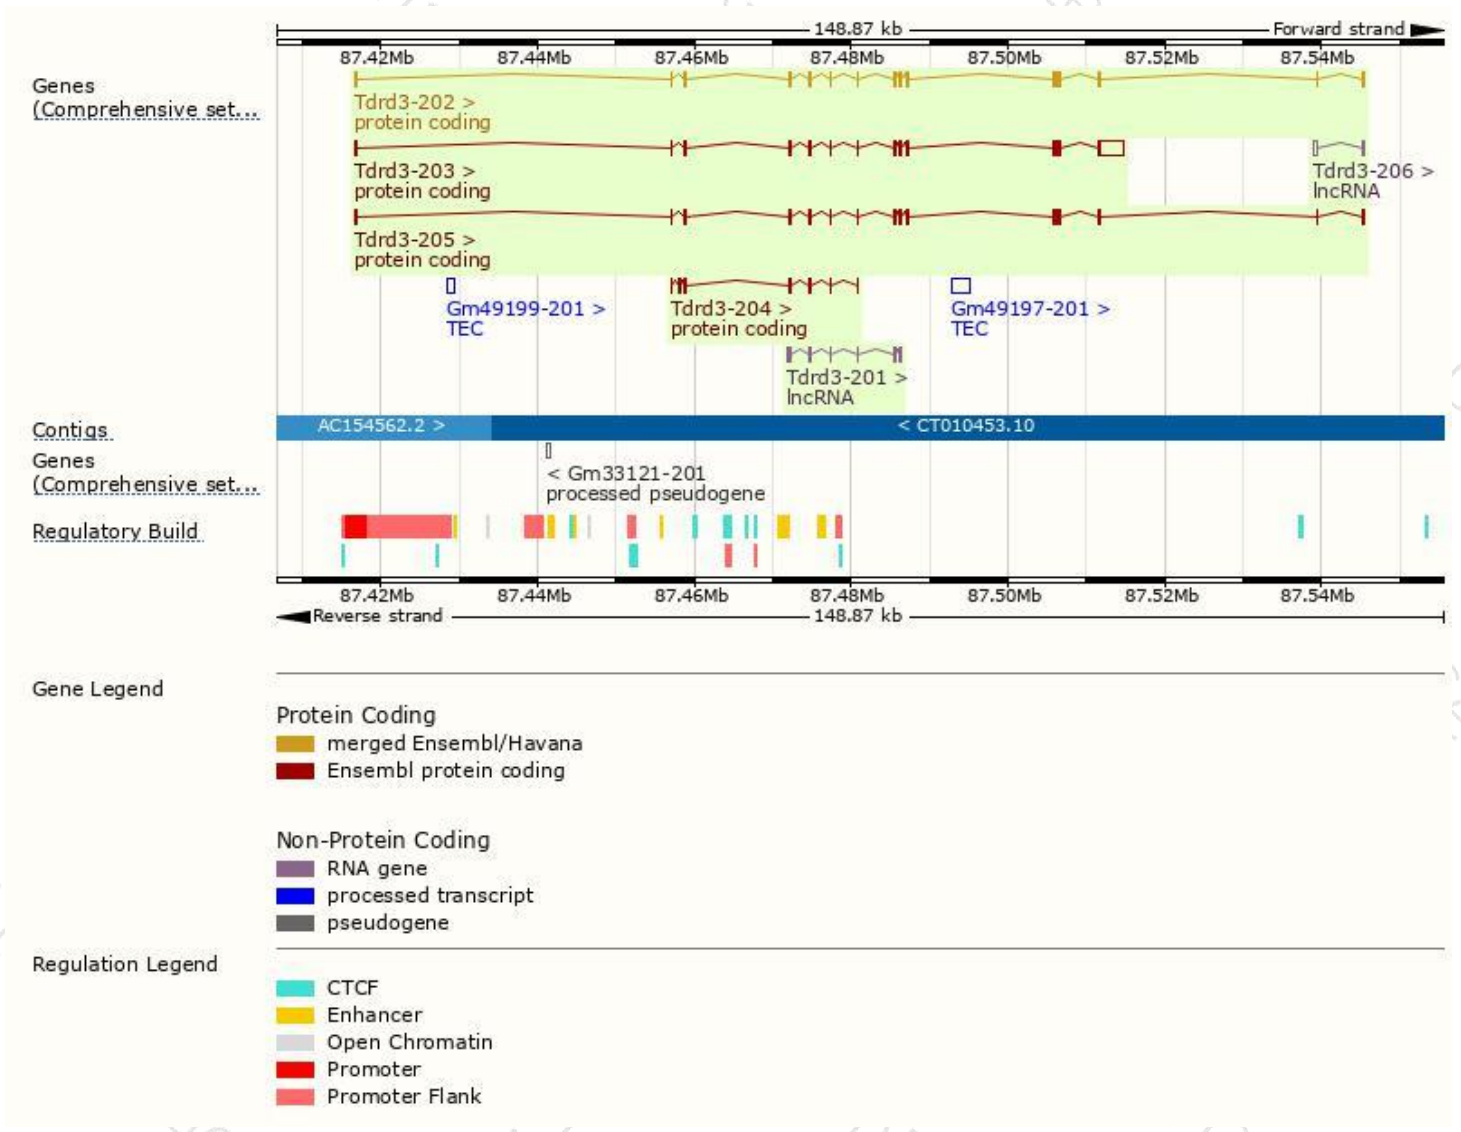 148.87 kb Forward strand
87.42Mb 87.44Mb 87.46Mb 87.48Mb 87.50Mb 87.52Mb 87.54Mb
Genes
(Comprehensive set...
Tdrd3-202 >
protein coding
Tdrd3-203 > Tdrd3-206 >
protein coding lncRNA
Tdrd3-205 >
protein coding
Gm49199-201 > Tdrd3-204 > Gm49197-201 >
TEC protein coding TEC
Tdrd3-201 >
lncRNA
Contigs AC154562.2 > < CT010453.10
Genes
(Comprehensive set...
< Gm33121-201
processed pseudogene
Regulatory Build
87.42Mb 87.44Mb 87.46Mb 87.48Mb 87.50Mb 87.52Mb 87.54Mb
Reverse strand 148.87 kb
Gene Legend
Protein Coding
merged Ensembl/Havana
Ensembl protein coding
Non-Protein Coding
RNA gene
processed transcript
pseudogene
Regulation Legend
CTCF
Enhancer
Open Chromatin
Promoter
Promoter Flank